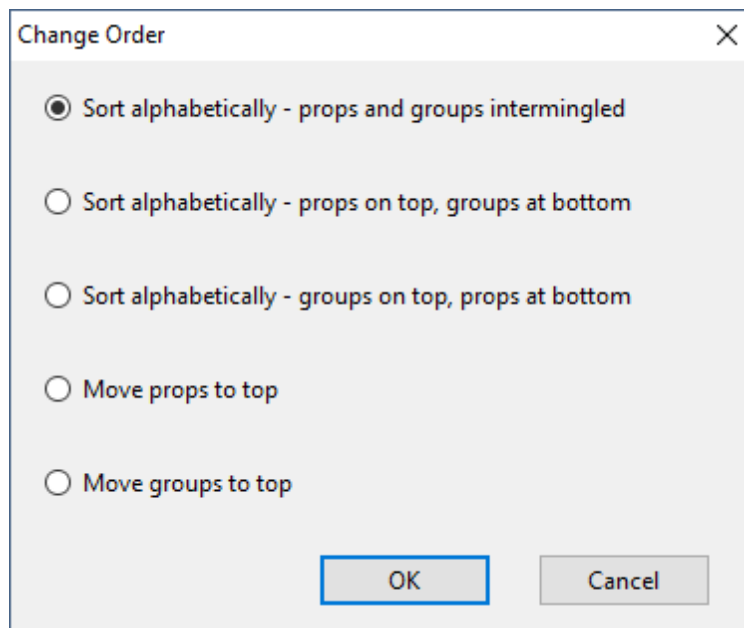 Change Order
Sort alphabetically - props and groups intermingled
Sort alphabetically - props on top, groups at bottom
Sort alphabetically - groups on top, props at bottom
Move props to top
Move groups to top
OK
Cancel